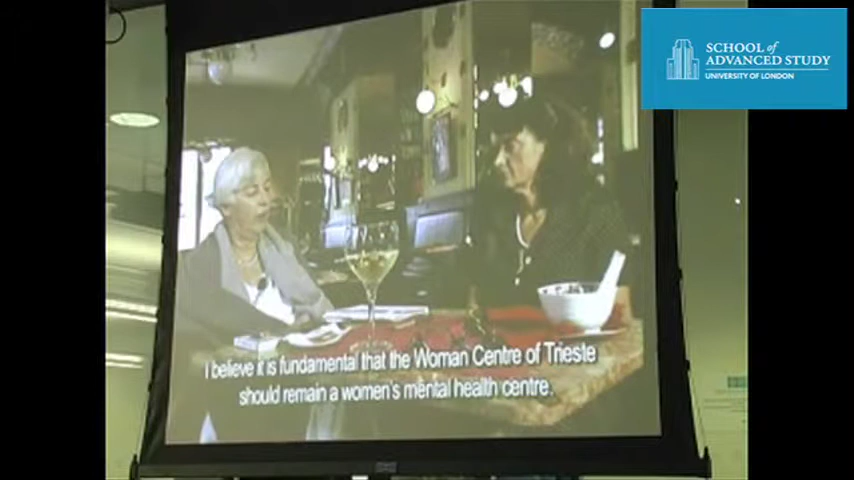 SCHOOL of
ADVANCED STUDY
UNIVERSITY OF LONDON
I believe it is fundamental that the Woman Centre of Trieste
should remain a women's mental health centre.